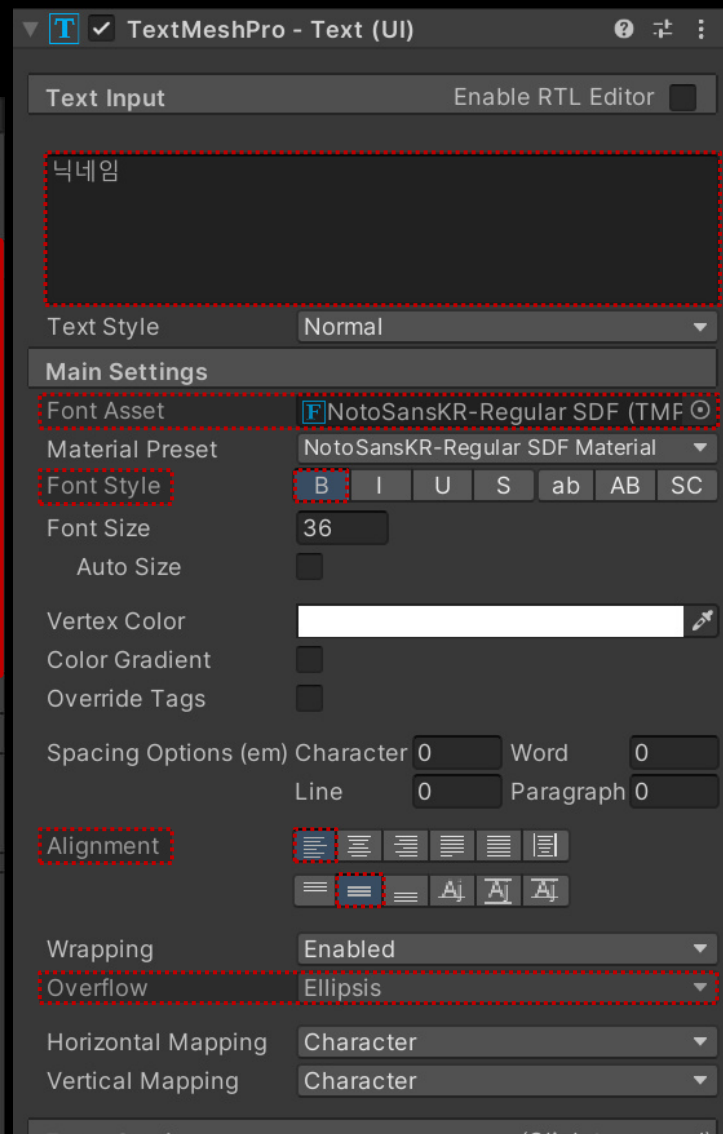 TextMeshPro - Text (UI)
Text Input Enable RTL Editor
닉네임
Text Style Normal
Main Settings
Font Asset NotoSansKR-Regular SDF (TMP
Material Preset NotoSansKR-Regular SDF Material
Font Style B I U S ab AB SC
Font Size 36
Auto Size
Vertex Color
Color Gradient
Override Tags
Spacing Options (em) Character 0 Word 0
Line 0 Paragraph 0
Alignment
Wrapping Enabled
Overflow Ellipsis
Horizontal Mapping Character
Vertical Mapping Character